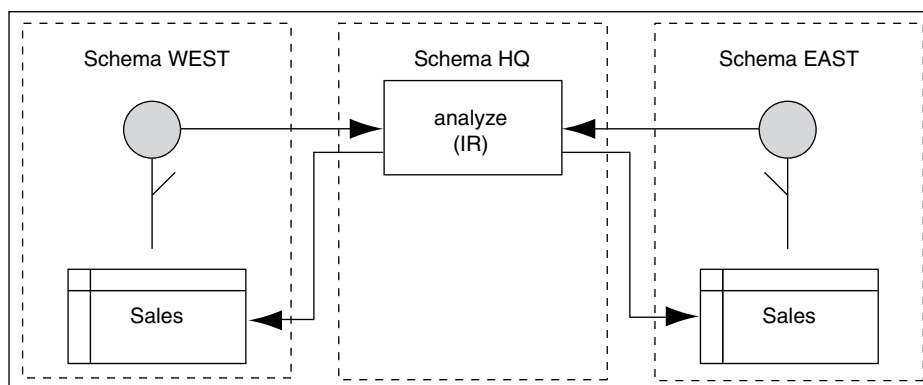 Schema WEST
Schema HQ
Schema EAST
analyze
(IR)
Sales
Sales